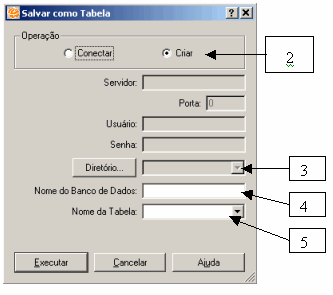 Salvar como Tabela
Operação
Conectar
Criar
2
Servidor:
Porta: 0
Usuário:
Senha:
Diretório...
3
Nome do Banco de Dados:
4
Nome da Tabela:
5
Executar Cancelar Ajuda